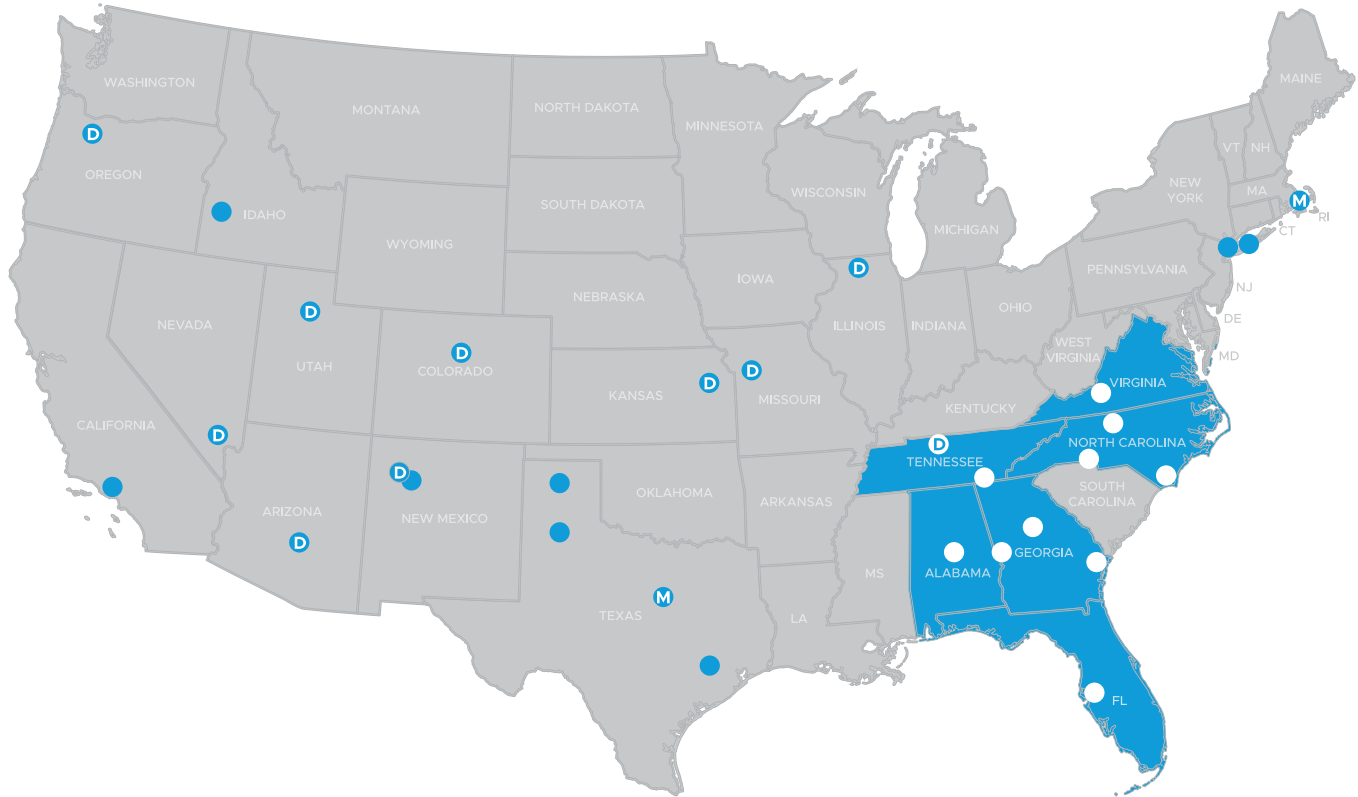 MAINE
WASHINGTON
MONTANA
NORTH DAKOTA
MINNESOTA
D
OREGON
VT
NH
WISCONSIN
NEW
YORK
MA
M
RI
SOUTH DAKOTA
IDAHO
MICHIGAN
CT
WYOMING
D
PENNSYLVANIA
IOWA
NJ
NEBRASKA
OHIO
D
NEVADA
ILLINOIS
INDIANA
DE
WEST
VIRGINIA
MD
D
UTAH
COLORADO
D
KANSAS
MISSOURI
VIRGINIA
KENTUCKY
CALIFORNIA
D
D
NORTH CAROLINA
TENNESSEE
D
OKLAHOMA
ARKANSAS
SOUTH
CAROLINA
ARIZONA
NEW MEXICO
D
GEORGIA
ALABAMA
MS
M
TEXAS
LA
FL